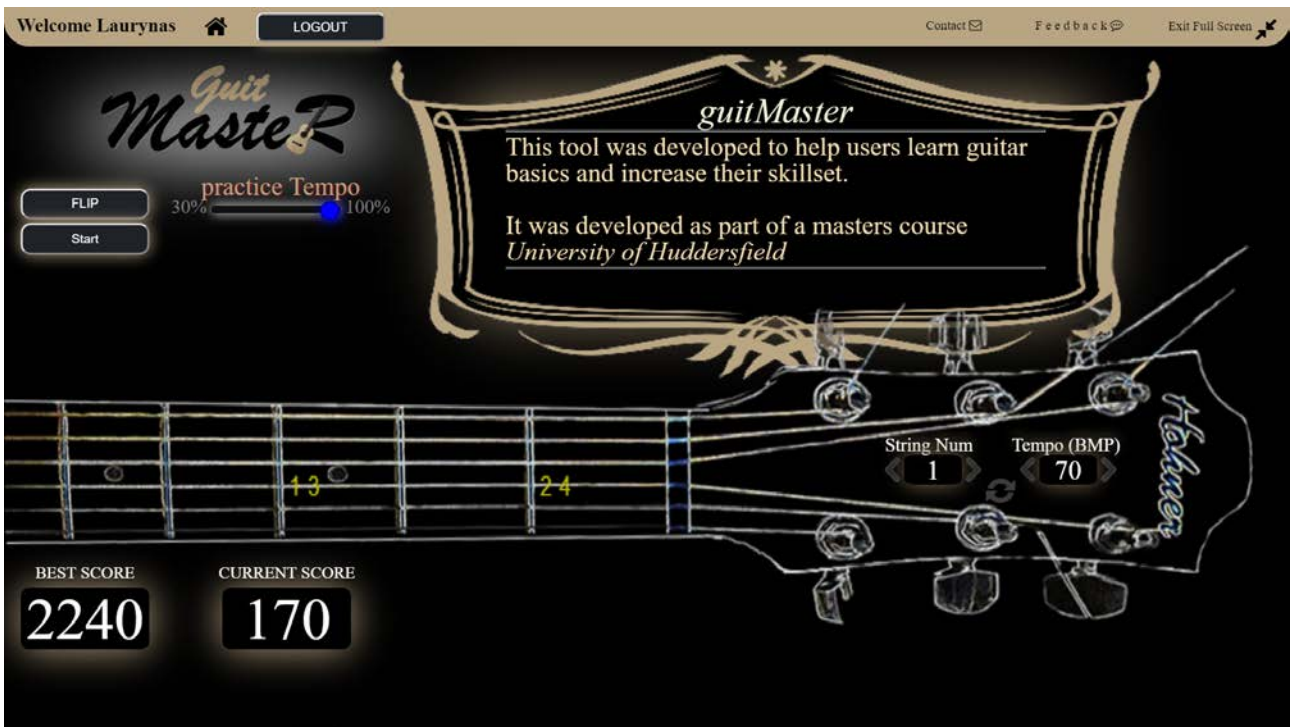 Welcome Laurynas
LOGOUT
Contact
Feedback
Exit Full Screen
Guit
MasteR
guitMaster
This tool was developed to help users learn guitar
basics and increase their skillset.
It was developed as part of a masters course
University of Huddersfield
practice Tempo
30% 100%
FLIP
Start
String Num Tempo (BMP)
1 70
Hohner
1 3 2 4
BEST SCORE CURRENT SCORE
2240 170